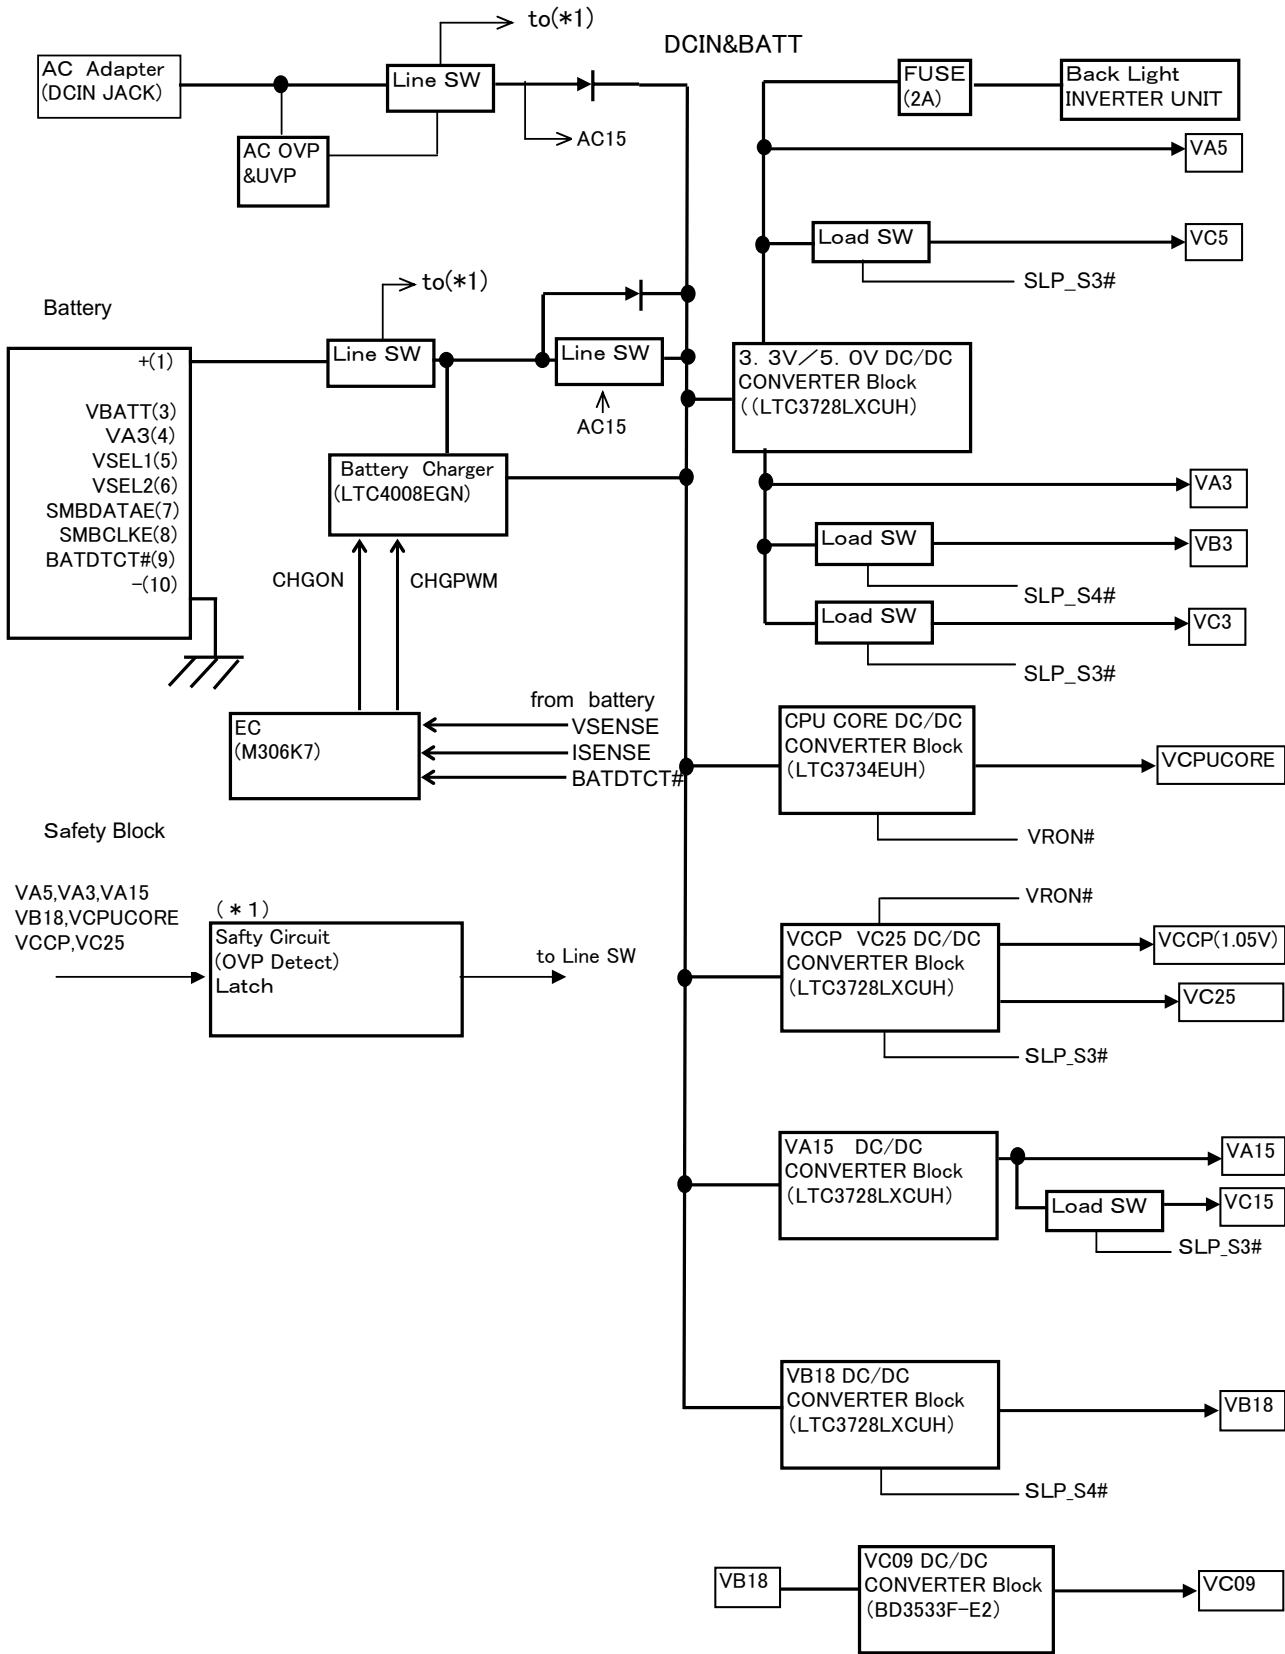 to(*1)
DCIN&BATT
AC Adapter
(DCIN JACK)
Line SW
AC15
AC OVP
&UVP
FUSE
(2A)
Back Light
INVERTER UNIT
VA5
Load SW
VC5
SLP_S3#
to(*1)
Battery
+(1)
VBATT(3)
VA3(4)
VSEL1(5)
VSEL2(6)
SMBDATAE(7)
SMBCLKE(8)
BATDTCT#(9)
-(10)
Line SW
Line SW
AC15
Battery Charger
(LTC4008EGN)
CHGON
CHGPWM
3. 3V/5. 0V DC/DC
CONVERTER Block
((LTC3728LXCUH)
VA3
Load SW
VB3
SLP_S4#
Load SW
VC3
SLP_S3#
EC
(M306K7)
from battery
VSENSE
ISENSE
BATDTCT#
CPU CORE DC/DC
CONVERTER Block
(LTC3734EUH)
VCPUCORE
VRON#
Safety Block
VA5,VA3,VA15
VB18,VCPUCORE
VCCP,VC25
(*1)
Safty Circuit
(OVP Detect)
Latch
to Line SW
VRON#
VCCP VC25 DC/DC
CONVERTER Block
(LTC3728LXCUH)
VCCP(1.05V)
VC25
SLP_S3#
VA15 DC/DC
CONVERTER Block
(LTC3728LXCUH)
VA15
Load SW
VC15
SLP_S3#
VB18 DC/DC
CONVERTER Block
(LTC3728LXCUH)
VB18
SLP_S4#
VB18
VC09 DC/DC
CONVERTER Block
(BD3533F-E2)
VC09